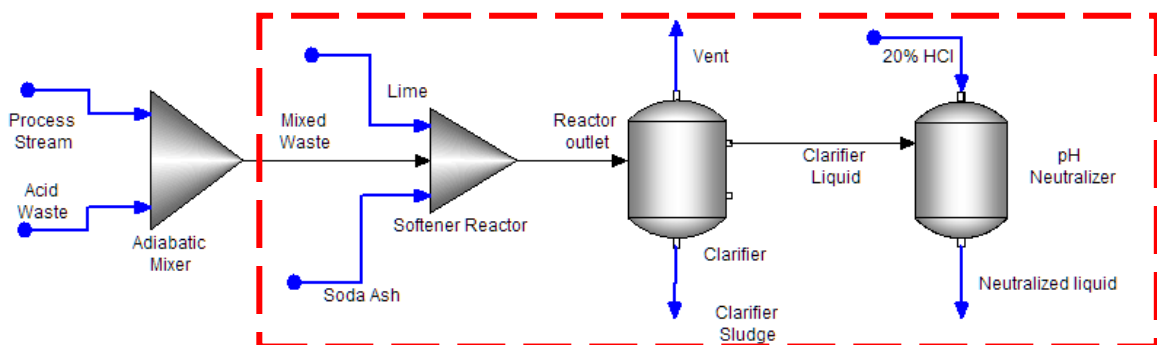 Process
Stream
Acid
Waste
Adiabatic
Mixer
Mixed
Waste
Lime
Soda Ash
Softener Reactor
Reactor
outlet
Vent
Clarifier
Clarifier
Sludge
Clarifier
Liquid
20% HCl
pH
Neutralizer
Neutralized liquid